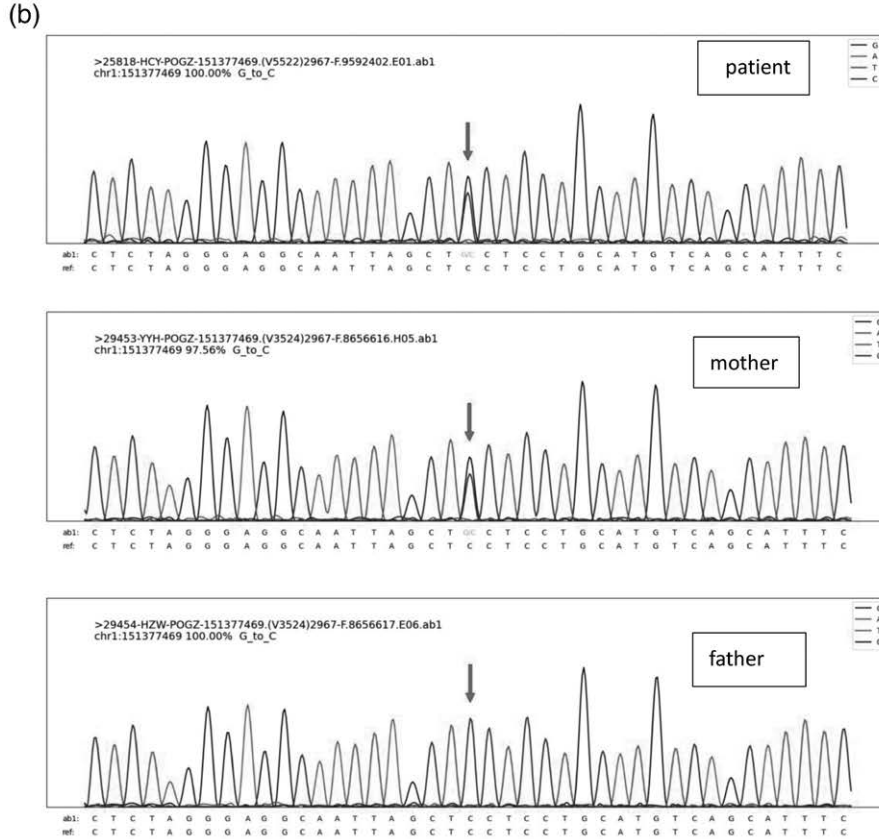 (b)
>25818-HCY-POGZ-151377469.(V5522)2967-F.9592402.E01.ab1
chr1:151377469 100.00% G_to_C
patient
G
A
T
C
ab1: C T C T A G G G A G G C A A T T A G C T GC C T C C T G C A T G T C A G C A T T T C
ref: C T C T A G G G A G G C A A T T A G C T C C T C C T G C A T G T C A G C A T T T C
>29453-YYH-POGZ-151377469.(V3524)2967-F.8656616.H05.ab1
chr1:151377469 97.56% G_to_C
mother
ab1: C T C T A G G G A G G C A A T T A G C T GC C T C C T G C A T G T C A G C A T T T C
ref: C T C T A G G G A G G C A A T T A G C T C C T C C T G C A T G T C A G C A T T T C
>29454-HZW-POGZ-151377469.(V3524)2967-F.8656617.E06.ab1
chr1:151377469 100.00% G_to_C
father
ab1: C T C T A G G G A G G C A A T T A G C T C C T C C T G C A T G T C A G C A T T T C
ref: C T C T A G G G A G G C A A T T A G C T C C T C C T G C A T G T C A G C A T T T C